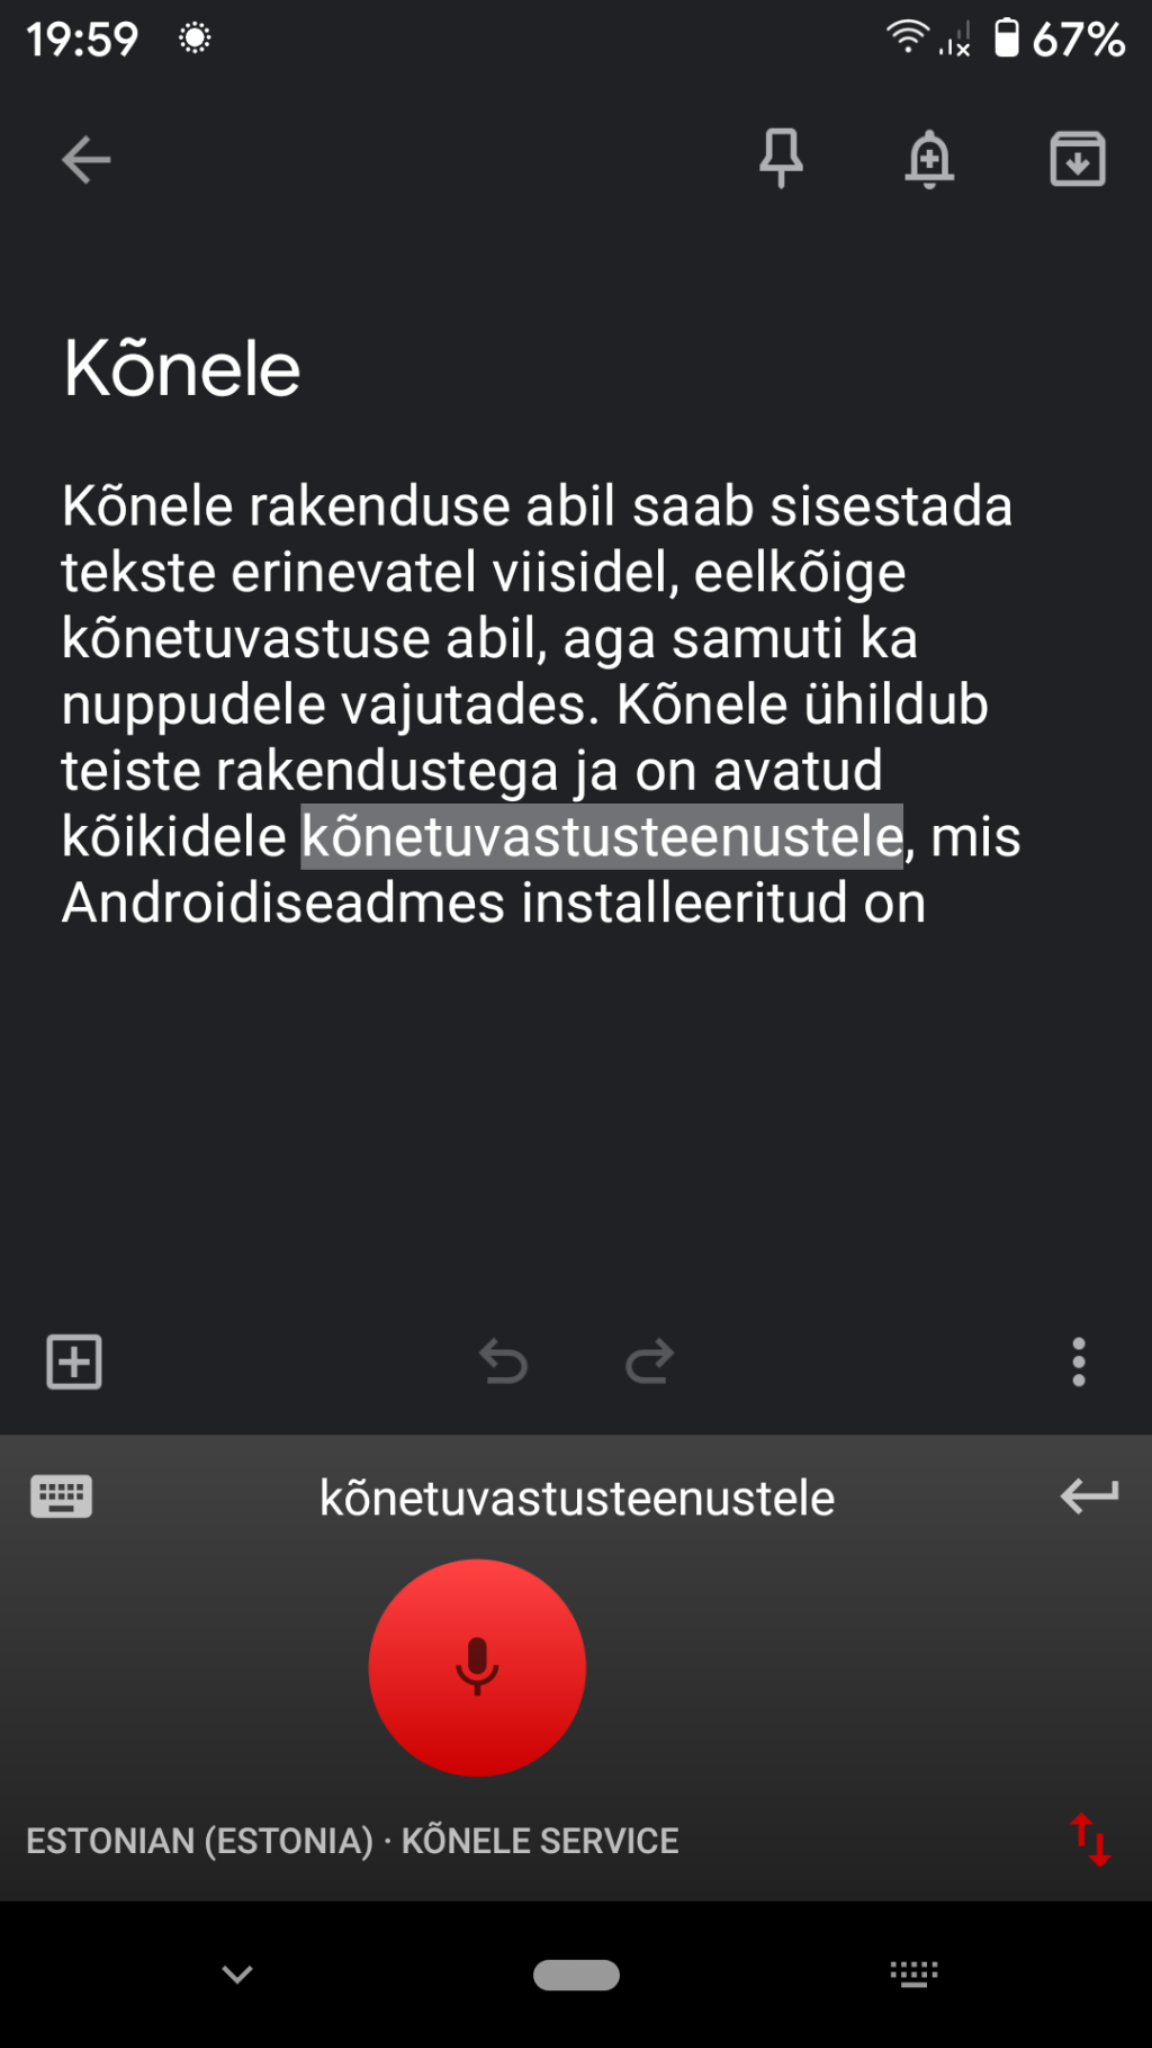 19:59
67%
Kõnele
Kõnele rakenduse abil saab sisestada
tekste erinevatel viisidel, eelkõige
kõnetuvastuse abil, aga samuti ka
nuppudele vajutades. Kõnele ühildub
teiste rakendustega ja on avatud
kõikidele kõnetuvastusteenustele, mis
Androidiseadmes installeeritud on
kõnetuvastusteenustele
ESTONIAN (ESTONIA) · KÕNELE SERVICE